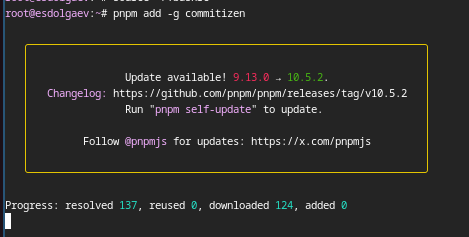 root@esdolgaev:~# pnpm add -g commitizen
Update available! 9.13.0 → 10.5.2.
Changelog: https://github.com/pnpm/pnpm/releases/tag/v10.5.2
Run "pnpm self-update" to update.
Follow @pnpmjs for updates: https://x.com/pnpmjs
Progress: resolved 137, reused 0, downloaded 124, added 0